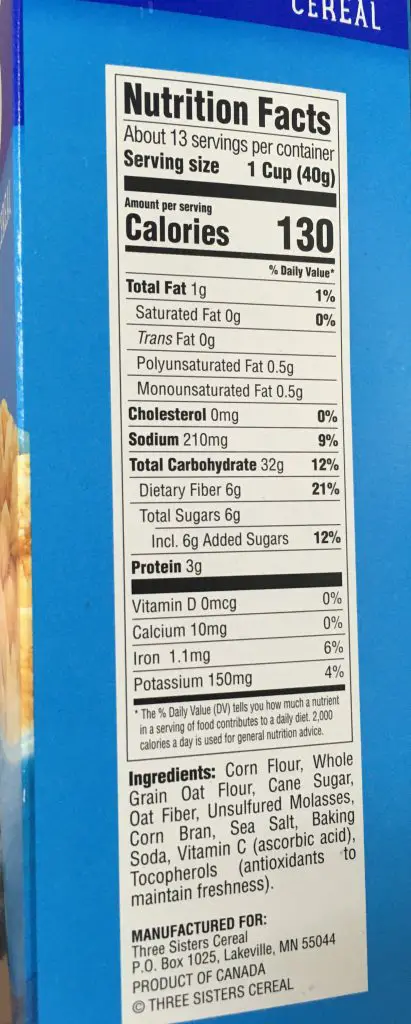 CEREAL
Nutrition Facts
About 13 servings per container
Serving size 1 Cup (40g)
Amount per serving
Calories 130
% Daily Value*
Total Fat 1g 1%
Saturated Fat 0g 0%
Trans Fat 0g
Polyunsaturated Fat 0.5g
Monounsaturated Fat 0.5g
Cholesterol 0mg 0%
Sodium 210mg 9%
Total Carbohydrate 32g 12%
Dietary Fiber 6g 21%
Total Sugars 6g
Incl. 6g Added Sugars 12%
Protein 3g
Vitamin D 0mcg 0%
Calcium 10mg 0%
Iron 1.1mg 6%
Potassium 150mg 4%
* The % Daily Value (DV) tells you how much a nutrient
in a serving of food contributes to a daily diet. 2,000
calories a day is used for general nutrition advice.
Ingredients: Corn Flour, Whole
Grain Oat Flour, Cane Sugar,
Oat Fiber, Unsulfured Molasses,
Corn Bran, Sea Salt, Baking
Soda, Vitamin C (ascorbic acid),
Tocopherols (antioxidants to
maintain freshness).
MANUFACTURED FOR:
Three Sisters Cereal
P.O. Box 1025, Lakeville, MN 55044
PRODUCT OF CANADA
© THREE SISTERS CEREAL